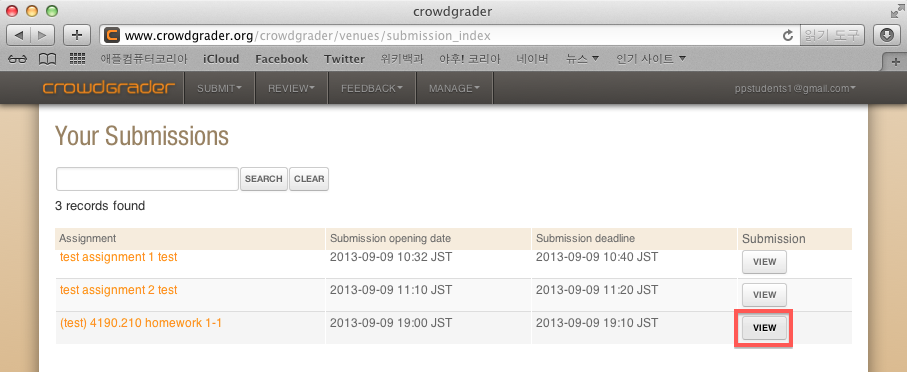 crowdgrader
www.crowdgrader.org/crowdgrader/venues/submission_index
읽기 도구
애플컴퓨터코리아 iCloud Facebook Twitter 위키백과 야후! 코리아 네이버 뉴스 인기 사이트
crowdgrader SUBMIT REVIEW FEEDBACK MANAGE ppstudents1@gmail.com
Your Submissions
SEARCH CLEAR
3 records found
Assignment Submission opening date Submission deadline Submission
test assignment 1 test 2013-09-09 10:32 JST 2013-09-09 10:40 JST VIEW
test assignment 2 test 2013-09-09 11:10 JST 2013-09-09 11:20 JST VIEW
(test) 4190.210 homework 1-1 2013-09-09 19:00 JST 2013-09-09 19:10 JST VIEW